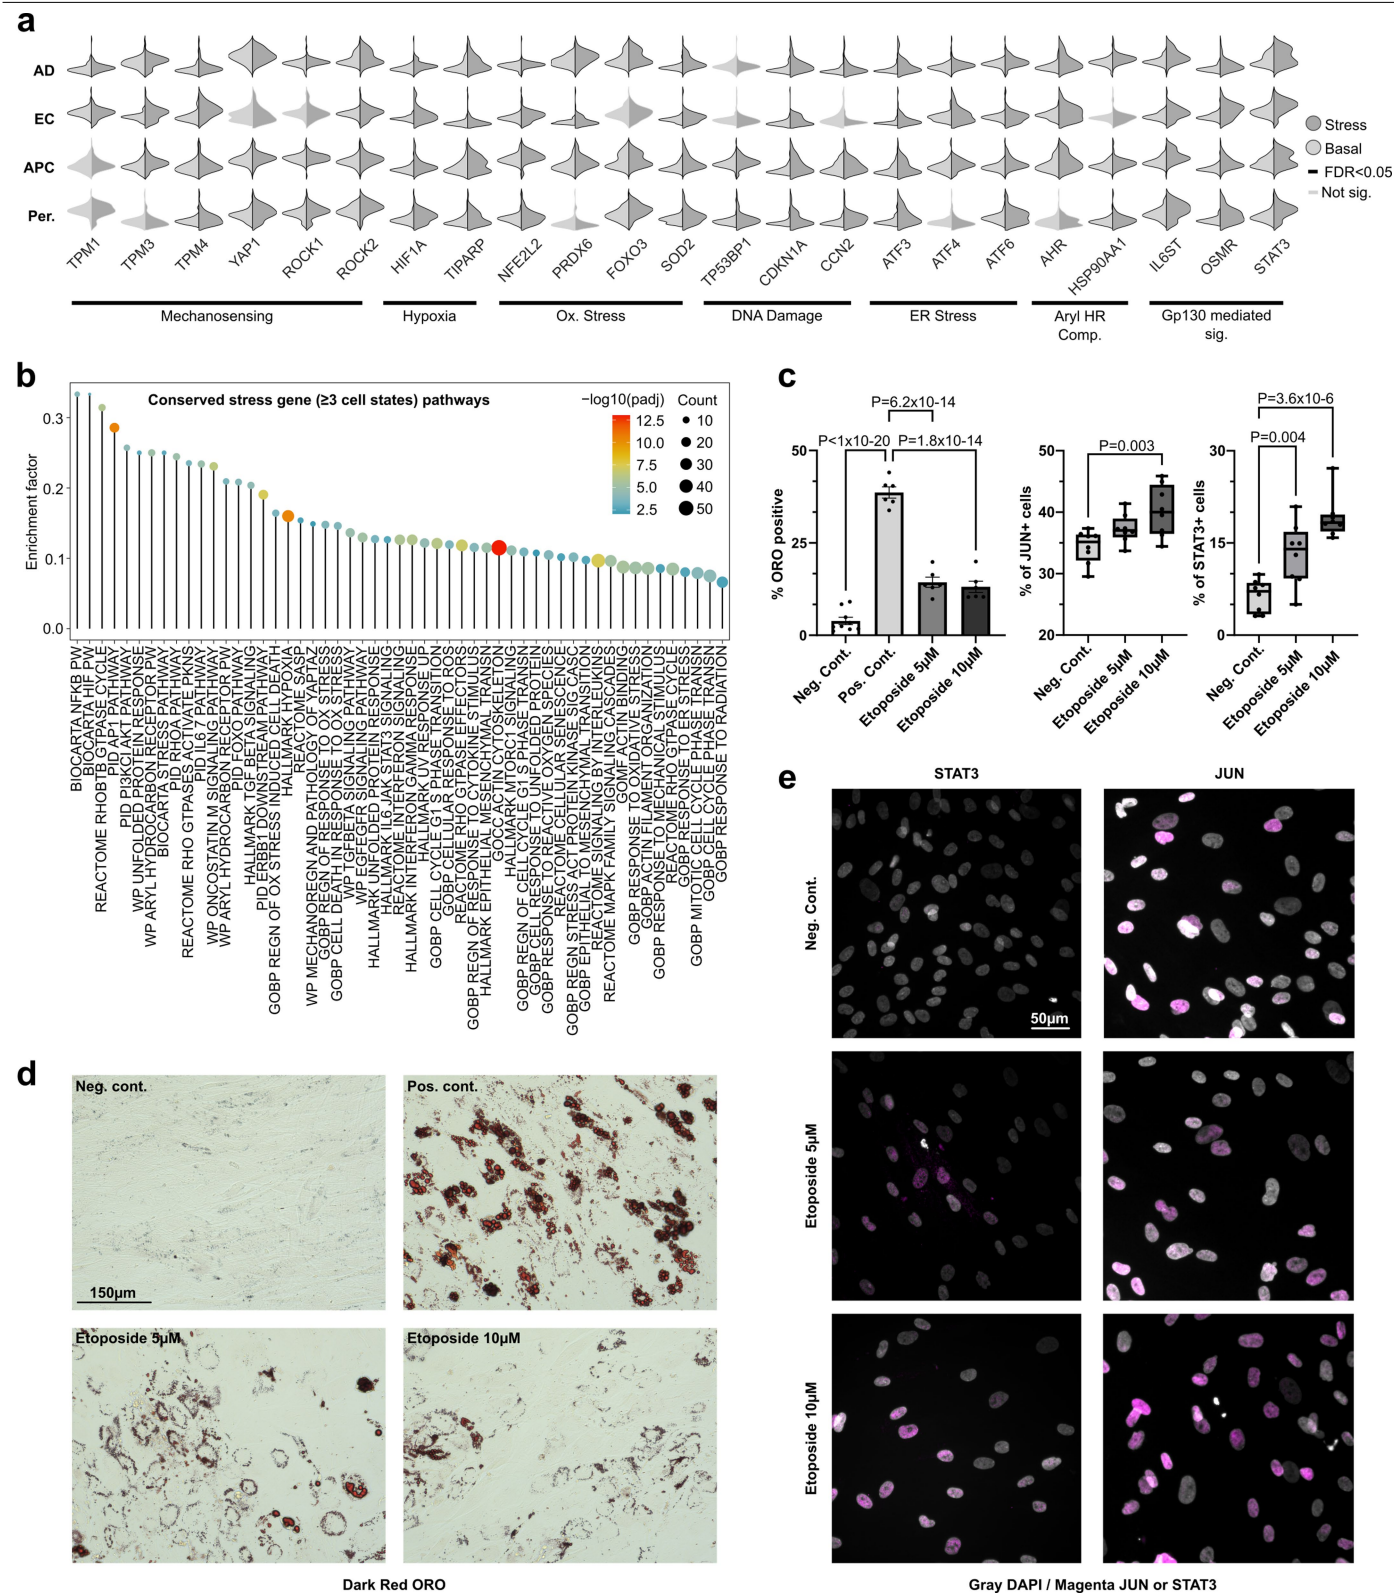 a
AD
EC
APC
Per.
Stress
Basal
FDR<0.05
Not sig.
TPM1
TPM3
TPM4
YAP1
ROCK1
ROCK2
HIF1A
TIPARP
NFE2L2
PRDX6
FOXO3
SOD2
TP53BP1
CDKN1A
CCN2
ATF3
ATF4
ATF6
AHR
HSP90AA1
IL6ST
OSMR
STAT3
Mechanosensing
Hypoxia
Ox. Stress
DNA Damage
ER Stress
Aryl HR
Comp.
Gp130 mediated
sig.
b
Conserved stress gene (≥3 cell states) pathways
−log10(padj)
12.5
10.0
7.5
5.0
2.5
Count
10
20
30
40
50
Enrichment factor
0.3
0.2
0.1
0.0
BIOCARTA NFKB PW
BIOCARTA HIF PW
REACTOME RHOBTB GTPASE CYCLE
PID AP1 PATHWAY
PID PI3KCI AKT PATHWAY
WP UNFOLDED PROTEIN RESPONSE
WP ARYL HYDROCARBON RECEPTOR PW
BIOCARTA STRESS PATHWAY
PID RHOA PATHWAY
REACTOME RHO GTPASES ACTIVATE PKNS
PID IL6 7 PATHWAY
WP ONCOSTATIN M SIGNALING PATHWAY
WP ARYL HYDROCARBON RECEPTOR PW
PID FOXO PATHWAY
HALLMARK TGF BETA SIGNALING
PID ERBB1 DOWNSTREAM PATHWAY
GOBP REGN OF OX STRESS INDUCED CELL DEATH
HALLMARK HYPOXIA
REACTOME SASP
WP MECHANOREGN AND PATHOLOGY OF YAPTAZ
GOBP REGN OF RESPONSE TO OX STRESS
GOBP CELL DEATH IN RESPONSE TO OX STRESS
WP TGFBETA SIGNALING PATHWAY
WP EGFEGFR SIGNALING PATHWAY
HALLMARK UNFOLDED PROTEIN RESPONSE
HALLMARK IL6 JAK STAT3 SIGNALING
REACTOME INTERFERON SIGNALING
HALLMARK INTERFERON GAMMA RESPONSE
HALLMARK UV RESPONSE UP
GOBP CELL CYCLE G1 S PHASE TRANSITION
GOBP CELLULAR RESPONSE TO ROS
REACTOME RHO GTPASE EFFECTORS
GOBP REGN OF RESPONSE TO CYTOKINE STIMULUS
HALLMARK EPITHELIAL MESENCHYMAL TRANSN
GOCC ACTIN CYTOSKELETON
HALLMARK MTORC1 SIGNALING
GOBP REGN OF CELL CYCLE G1 S PHASE TRANSN
GOBP CELL RESPONSE TO UNFOLDED PROTEIN
GOBP RESPONSE TO REACTIVE OXYGEN SPECIES
REACTOME CELLULAR SENESCENCE
GOBP REGN STRESS ACT PROTEIN KINASE SIG CASC
GOBP EPITHELIAL TO MESENCHYMAL TRANSITION
REACTOME SIGNALING BY INTERLEUKINS
REACTOME MAPK FAMILY SIGNALING CASCADES
GOMF ACTIN BINDING
GOBP RESPONSE TO OXIDATIVE STRESS
GOBP ACTIN FILAMENT ORGANIZATION
GOBP RESPONSE TO MECHANICAL STIMULUS
REACTOME RHO GTPASE CYCLE
GOBP RESPONSE TO ER STRESS
GOBP MITOTIC CELL CYCLE PHASE TRANSN
GOBP CELL CYCLE PHASE TRANSN
GOBP RESPONSE TO RADIATION
c
P=6.2x10-14
P<1x10-20
P=1.8x10-14
50
25
0
% ORO positive
Neg. Cont.
Pos. Cont.
Etoposide 5µM
Etoposide 10µM
P=0.003
50
40
30
20
% of JUN+ cells
Neg. Cont.
Etoposide 5µM
Etoposide 10µM
P=3.6x10-6
P=0.004
30
15
0
% of STAT3+ cells
Neg. Cont.
Etoposide 5µM
Etoposide 10µM
d
Neg. cont.
150µm
Pos. cont.
Etoposide 5µM
Etoposide 10µM
Dark Red ORO
e
STAT3
JUN
Neg. Cont.
50µm
Etoposide 5µM
Etoposide 10µM
Gray DAPI / Magenta JUN or STAT3